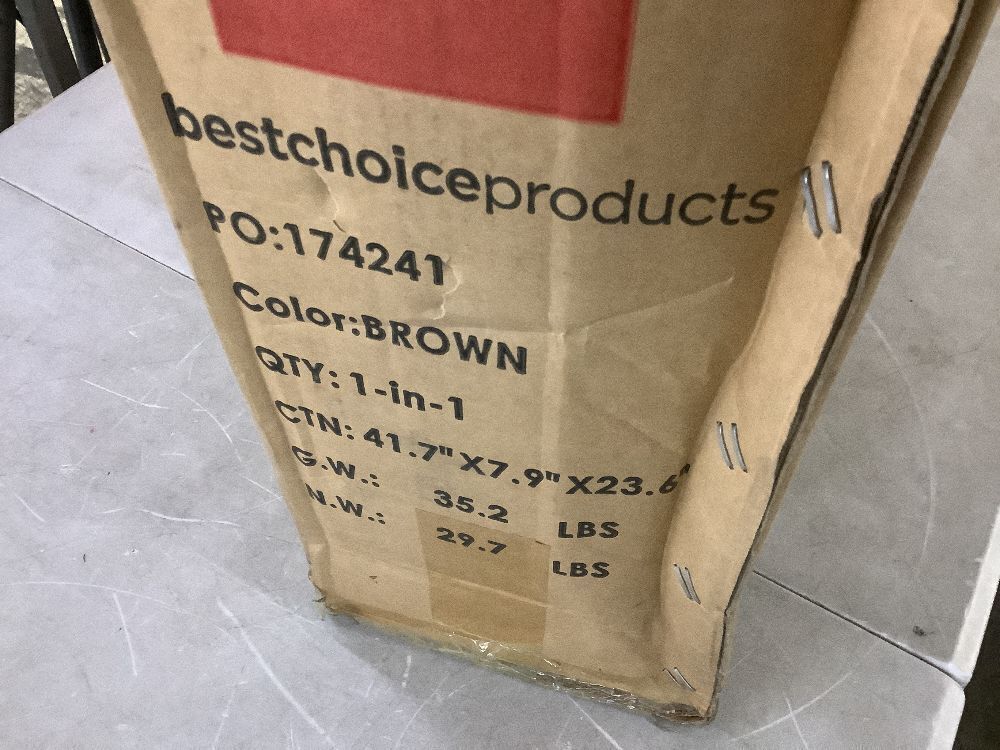 bestchoiceproducts
PO:174241
Color:BROWN
QTY: 1-in-1
CTN: 41.7"X7.9"X23.6"
G.W.: 35.2 LBS
N.W.: 29.7 LBS